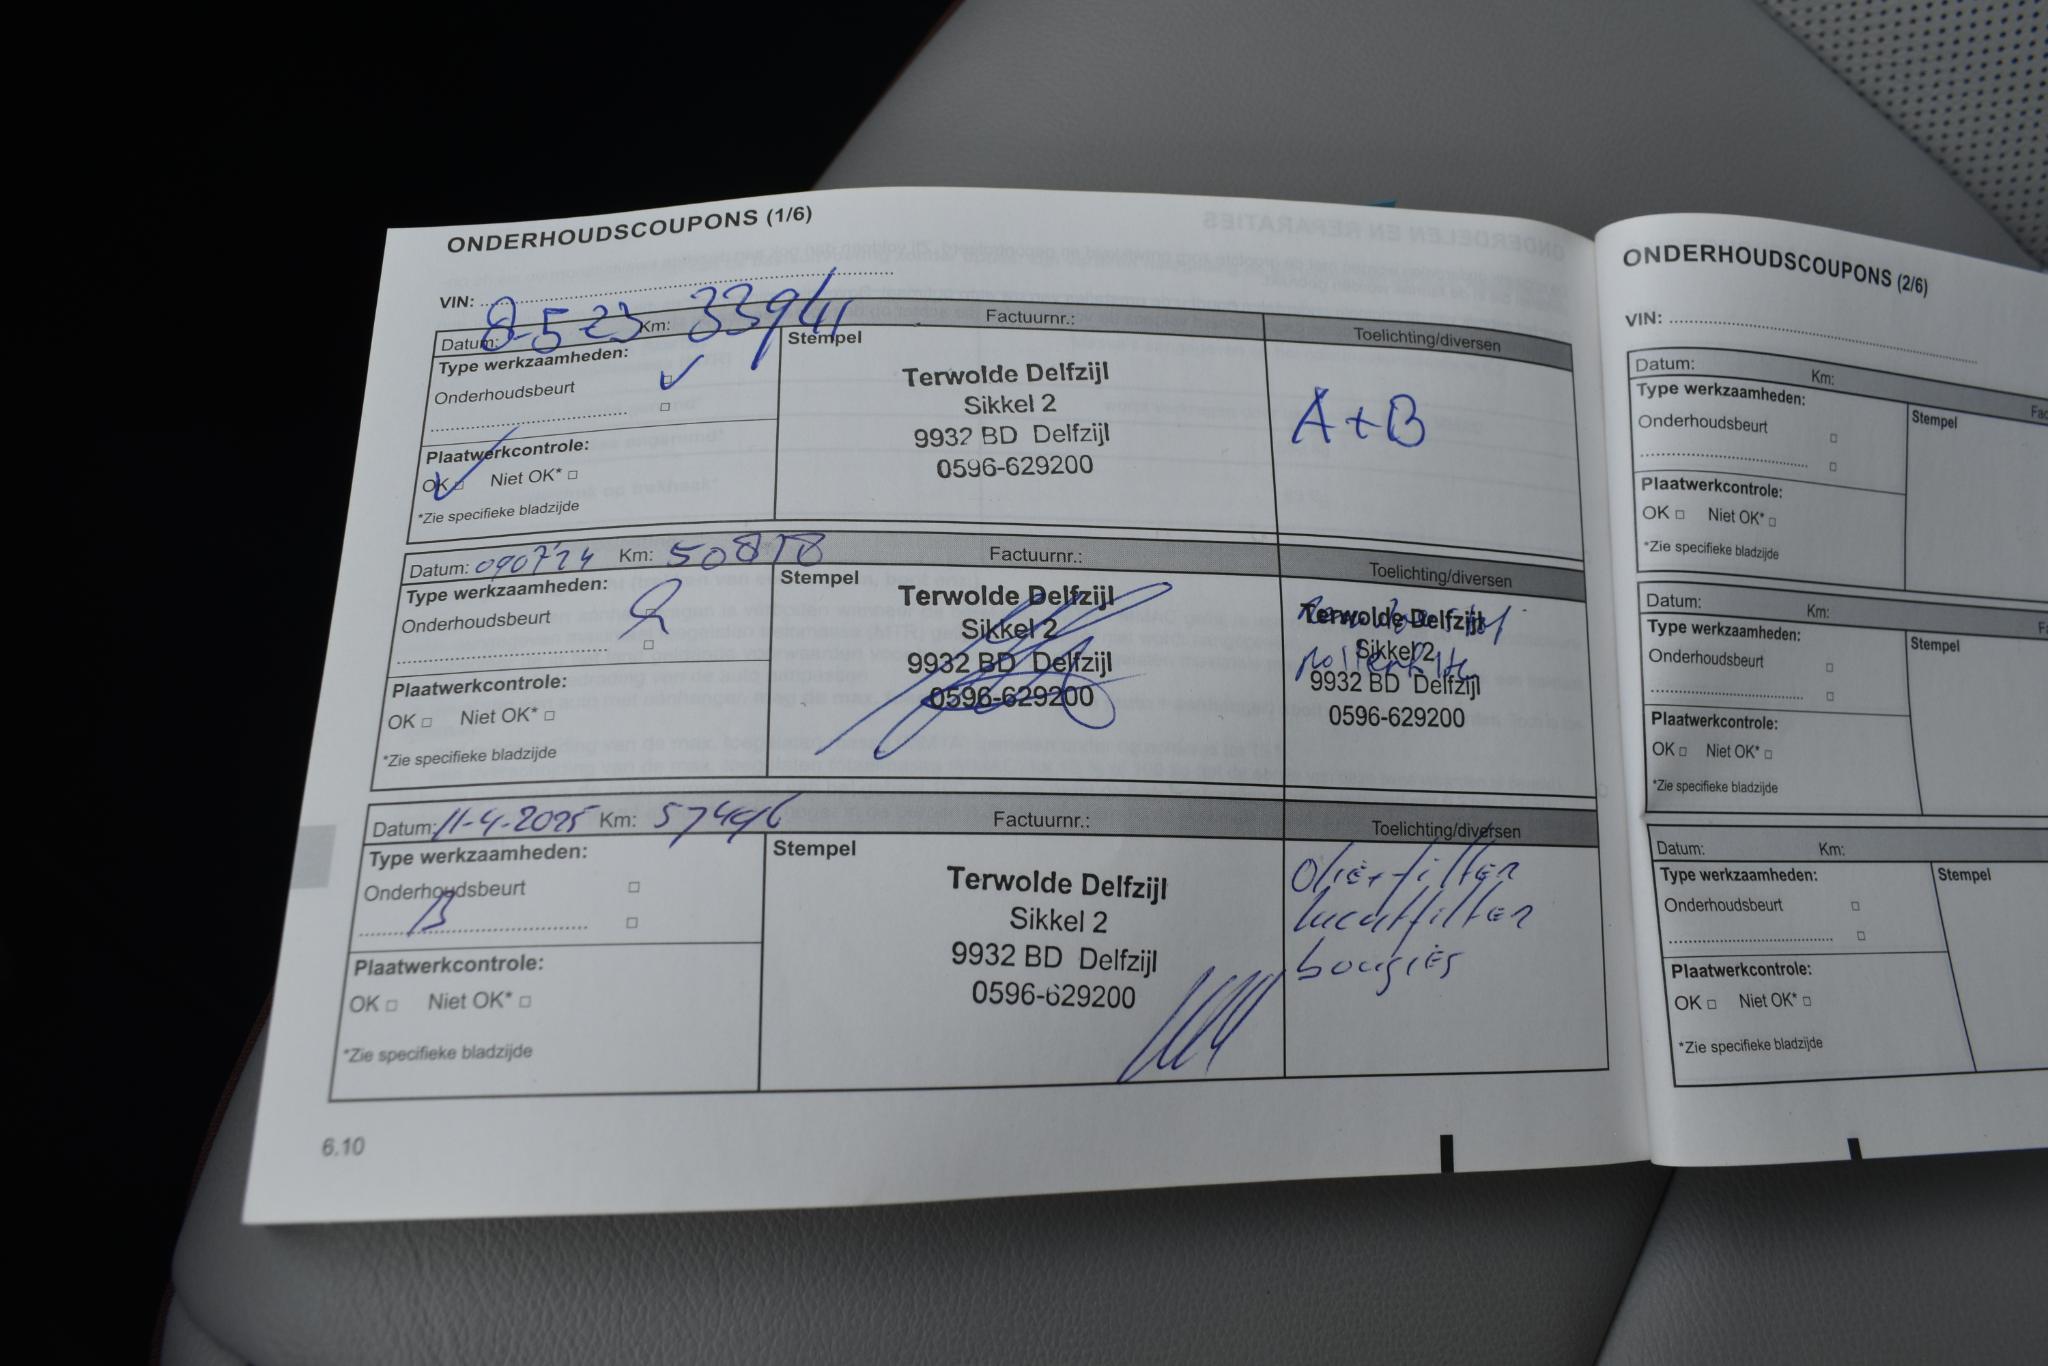 ONDERHOUDSCOUPONS (1/6)
VIN:
Datum: 8-5-23 Km: 33941 Factuurnr.: Toelichting/diversen
Type werkzaamheden:
Onderhoudsbeurt
Plaatwerkcontrole:
OK Niet OK*
*Zie specifieke bladzijde
Stempel
Terwolde Delfzijl
Sikkel 2
9932 BD Delfzijl
0596-629200
A+B
Datum: 090724 Km: 50818 Factuurnr.: Toelichting/diversen
Type werkzaamheden:
Onderhoudsbeurt
Plaatwerkcontrole:
OK Niet OK*
*Zie specifieke bladzijde
Stempel
Terwolde Delfzijl
Sikkel 2
9932 BD Delfzijl
0596-629200
Terwolde Delfzijl
Sikkel 2
pollenfilter
9932 BD Delfzijl
0596-629200
Datum: 11-4-2025 Km: Factuurnr.: Toelichting/diversen
Type werkzaamheden:
Onderhoudsbeurt
B
Plaatwerkcontrole:
OK Niet OK*
*Zie specifieke bladzijde
Stempel
Terwolde Delfzijl
Sikkel 2
9932 BD Delfzijl
0596-629200
Olie+filter
luchtfilter
bougies
6.10
ONDERHOUDSCOUPONS (2/6)
VIN:
Datum: Km:
Type werkzaamheden:
Onderhoudsbeurt
Plaatwerkcontrole:
OK Niet OK*
*Zie specifieke bladzijde
Stempel
Datum: Km:
Type werkzaamheden:
Onderhoudsbeurt
Plaatwerkcontrole:
OK Niet OK*
*Zie specifieke bladzijde
Stempel
Datum: Km:
Type werkzaamheden:
Onderhoudsbeurt
Plaatwerkcontrole:
OK Niet OK*
*Zie specifieke bladzijde
Stempel